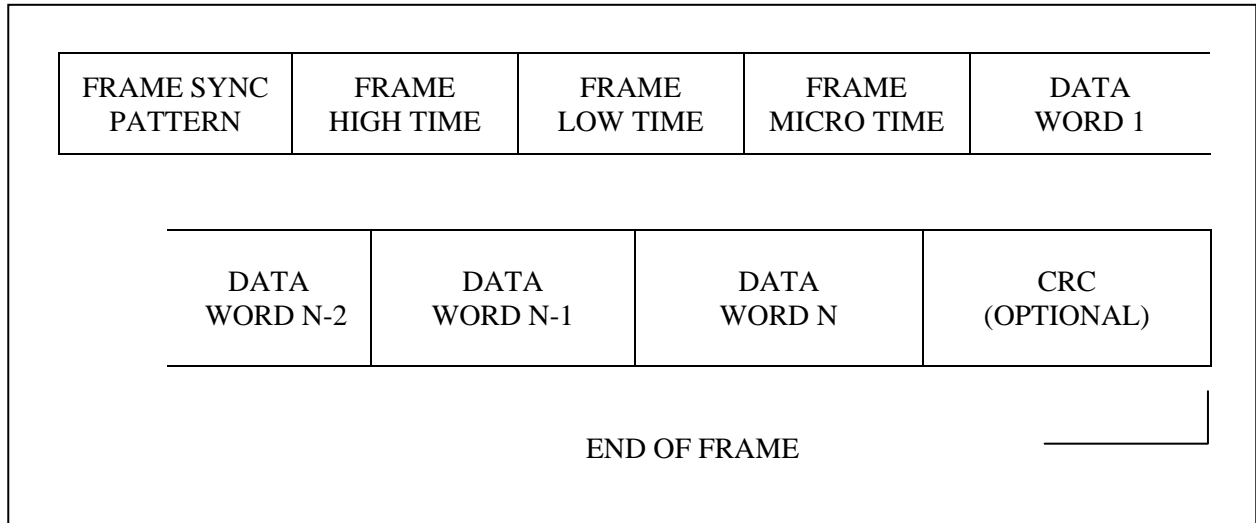 FRAME SYNC PATTERN
FRAME HIGH TIME
FRAME LOW TIME
FRAME MICRO TIME
DATA WORD 1
DATA WORD N-2
DATA WORD N-1
DATA WORD N
CRC (OPTIONAL)
END OF FRAME